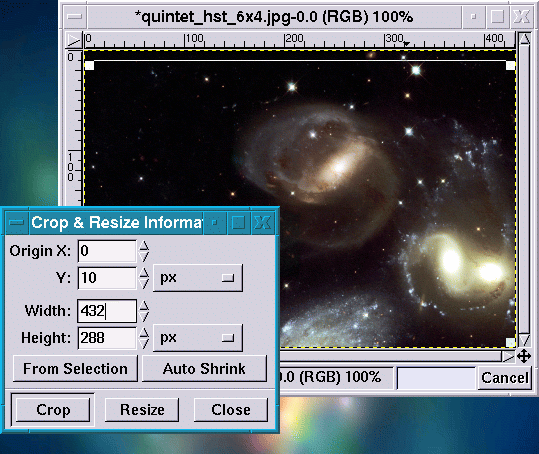 *quintet_hst_6x4.jpg-0.0 (RGB) 100%
0 100 200 300 400
0
100
Crop & Resize Informa
Origin X: 0
Y: 10 px
Width: 432
Height: 288 px
From Selection Auto Shrink
.0 (RGB) 100% Cancel
Crop Resize Close